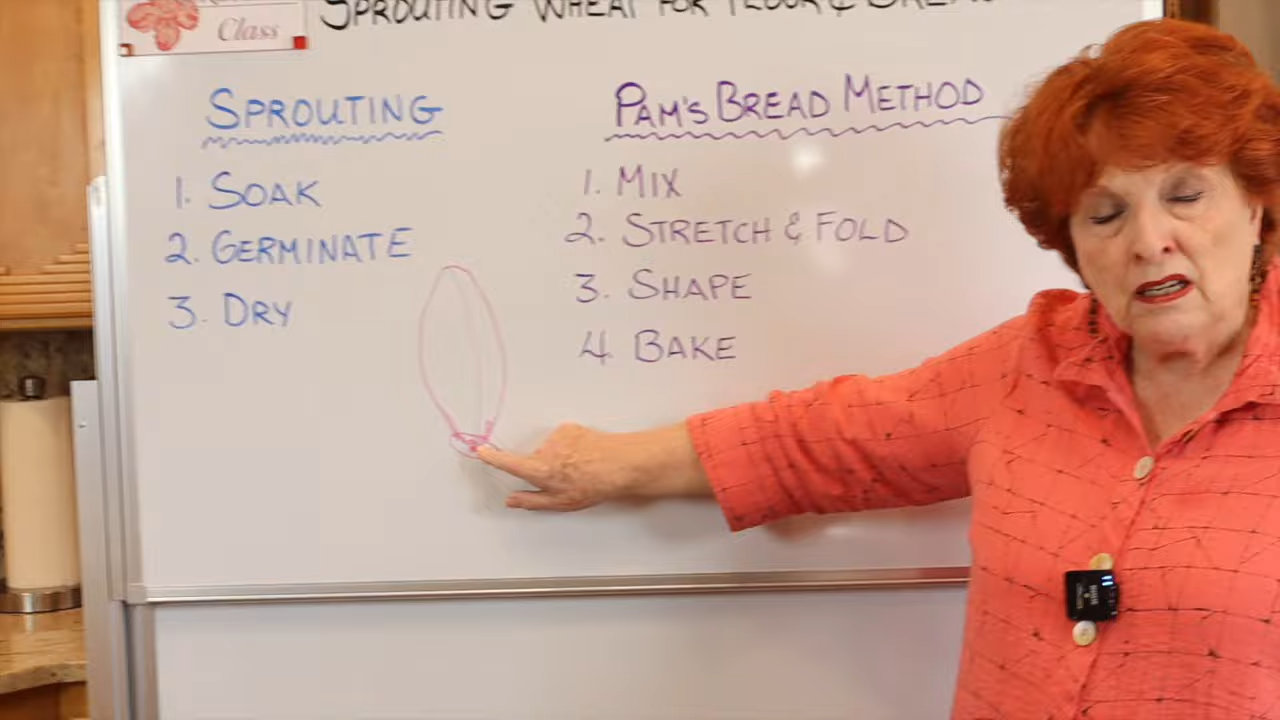 Class
SPROUTING WHEAT FOR FLOUR & BREAD
SPROUTING
1. SOAK
2. GERMINATE
3. DRY
PAM'S BREAD METHOD
1. MIX
2. STRETCH & FOLD
3. SHAPE
4 BAKE